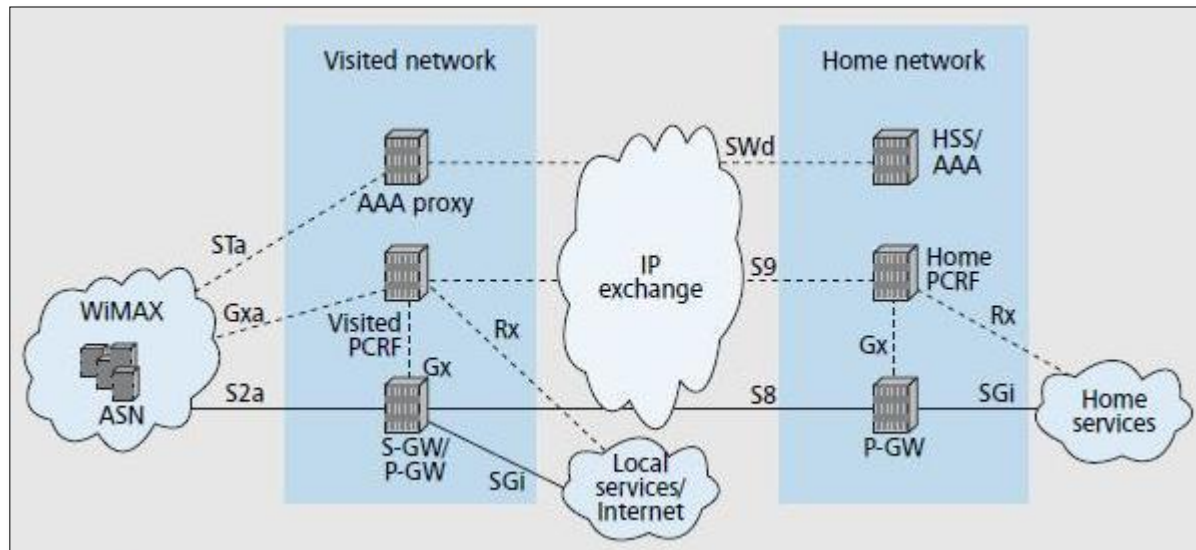 Visited network
Home network
SWd
HSS/
AAA
AAA proxy
STa
IP
exchange
S9
Home
PCRF
WiMAX
Gxa
Visited
PCRF
Rx
Rx
Gx
Gx
ASN
S2a
S8
SGi
Home
services
S-GW/
P-GW
P-GW
SGi
Local
services/
Internet